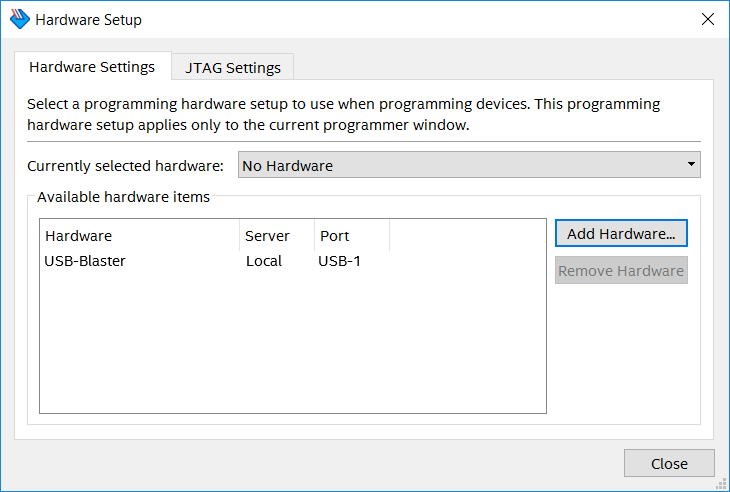 Hardware Setup
Hardware Settings
JTAG Settings
Select a programming hardware setup to use when programming devices. This programming
hardware setup applies only to the current programmer window.
Currently selected hardware: No Hardware
Available hardware items
Hardware Server Port
USB-Blaster Local USB-1
Add Hardware...
Remove Hardware
Close